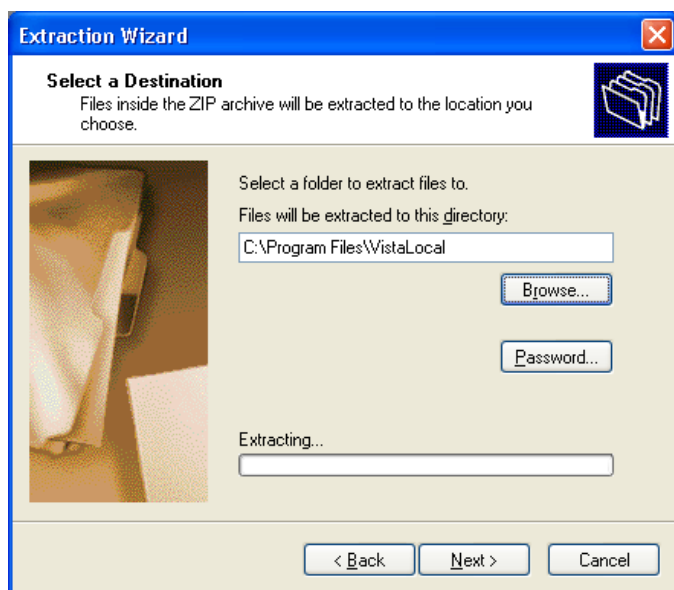 Extraction Wizard
Select a Destination
Files inside the ZIP archive will be extracted to the location you
choose.
Select a folder to extract files to.
Files will be extracted to this directory:
C:\Program Files\VistaLocal
Browse...
Password...
Extracting...
< Back Next > Cancel